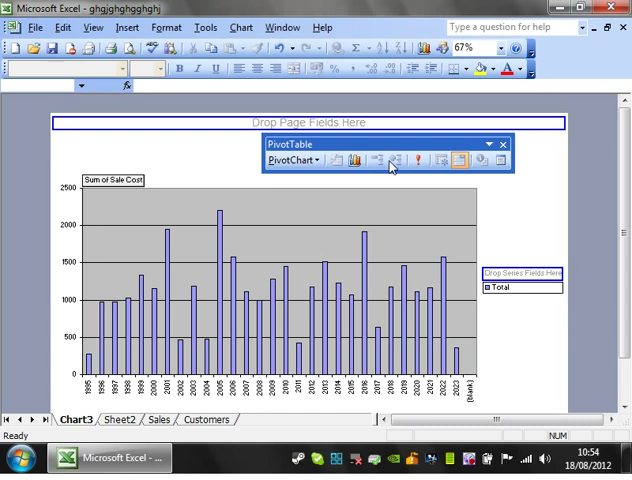 Microsoft Excel - ghgjghghgghghj
File Edit View Insert Format Tools Chart Window Help
Type a question for help
67%
Drop Page Fields Here
PivotTable
PivotChart
Sum of Sale Cost
2500
2000
1500
1000
500
0
Drop Series Fields Here
Total
1995 1996 1997 1998 1999 2000 2001 2002 2003 2004 2005 2006 2007 2008 2009 2010 2011 2012 2013 2014 2015 2016 2017 2018 2019 2020 2021 2022 2023 (blank)
Chart3 Sheet2 Sales Customers
Ready
NUM
Microsoft Excel - ...
10:54
18/08/2012